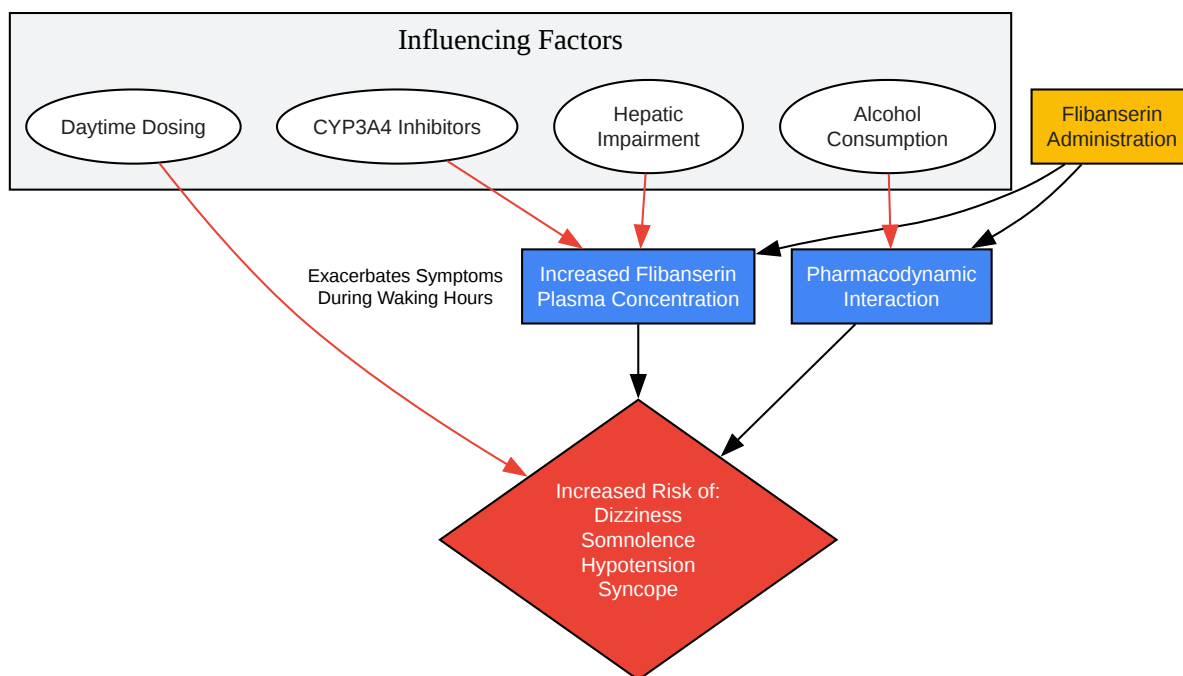 Influencing Factors
Daytime Dosing
CYP3A4 Inhibitors
Hepatic
Impairment
Alcohol
Consumption
Flibanserin
Administration
Exacerbates Symptoms
During Waking Hours
Increased Flibanserin
Plasma Concentration
Pharmacodynamic
Interaction
Increased Risk of:
Dizziness
Somnolence
Hypotension
Syncope